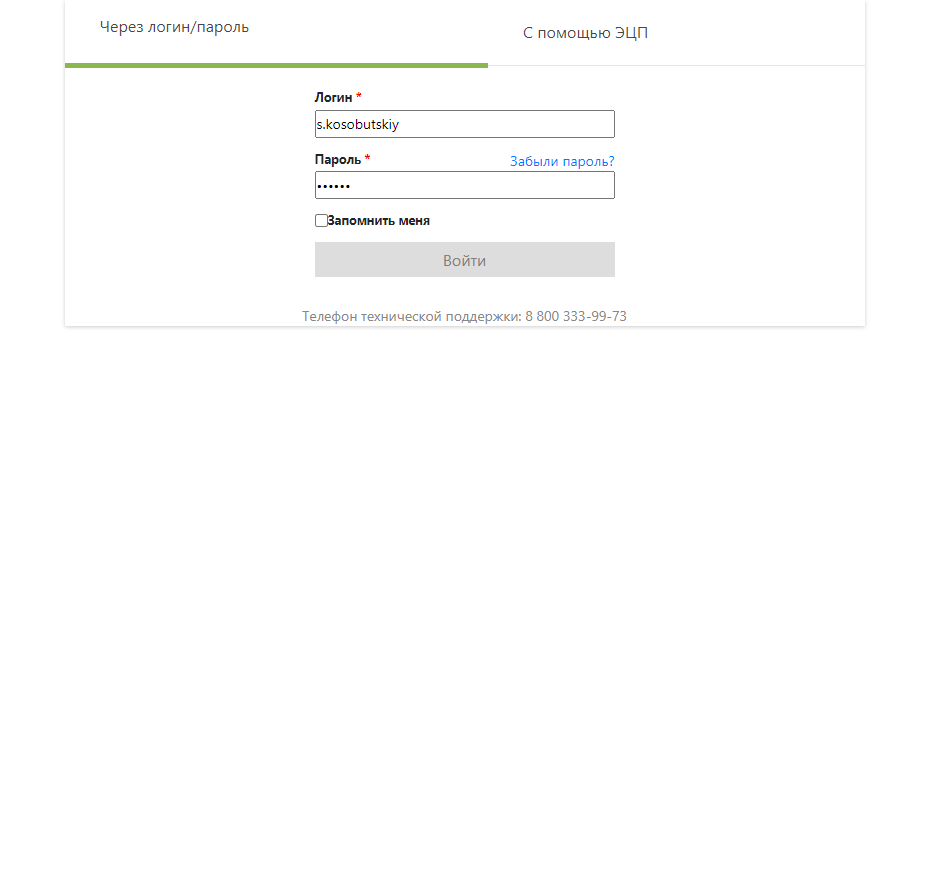 Через логин/пароль
С помощью ЭЦП
Логин *
s.kosobutskiy
Пароль *
Забыли пароль?
••••••
Запомнить меня
Войти
Телефон технической поддержки: 8 800 333-99-73